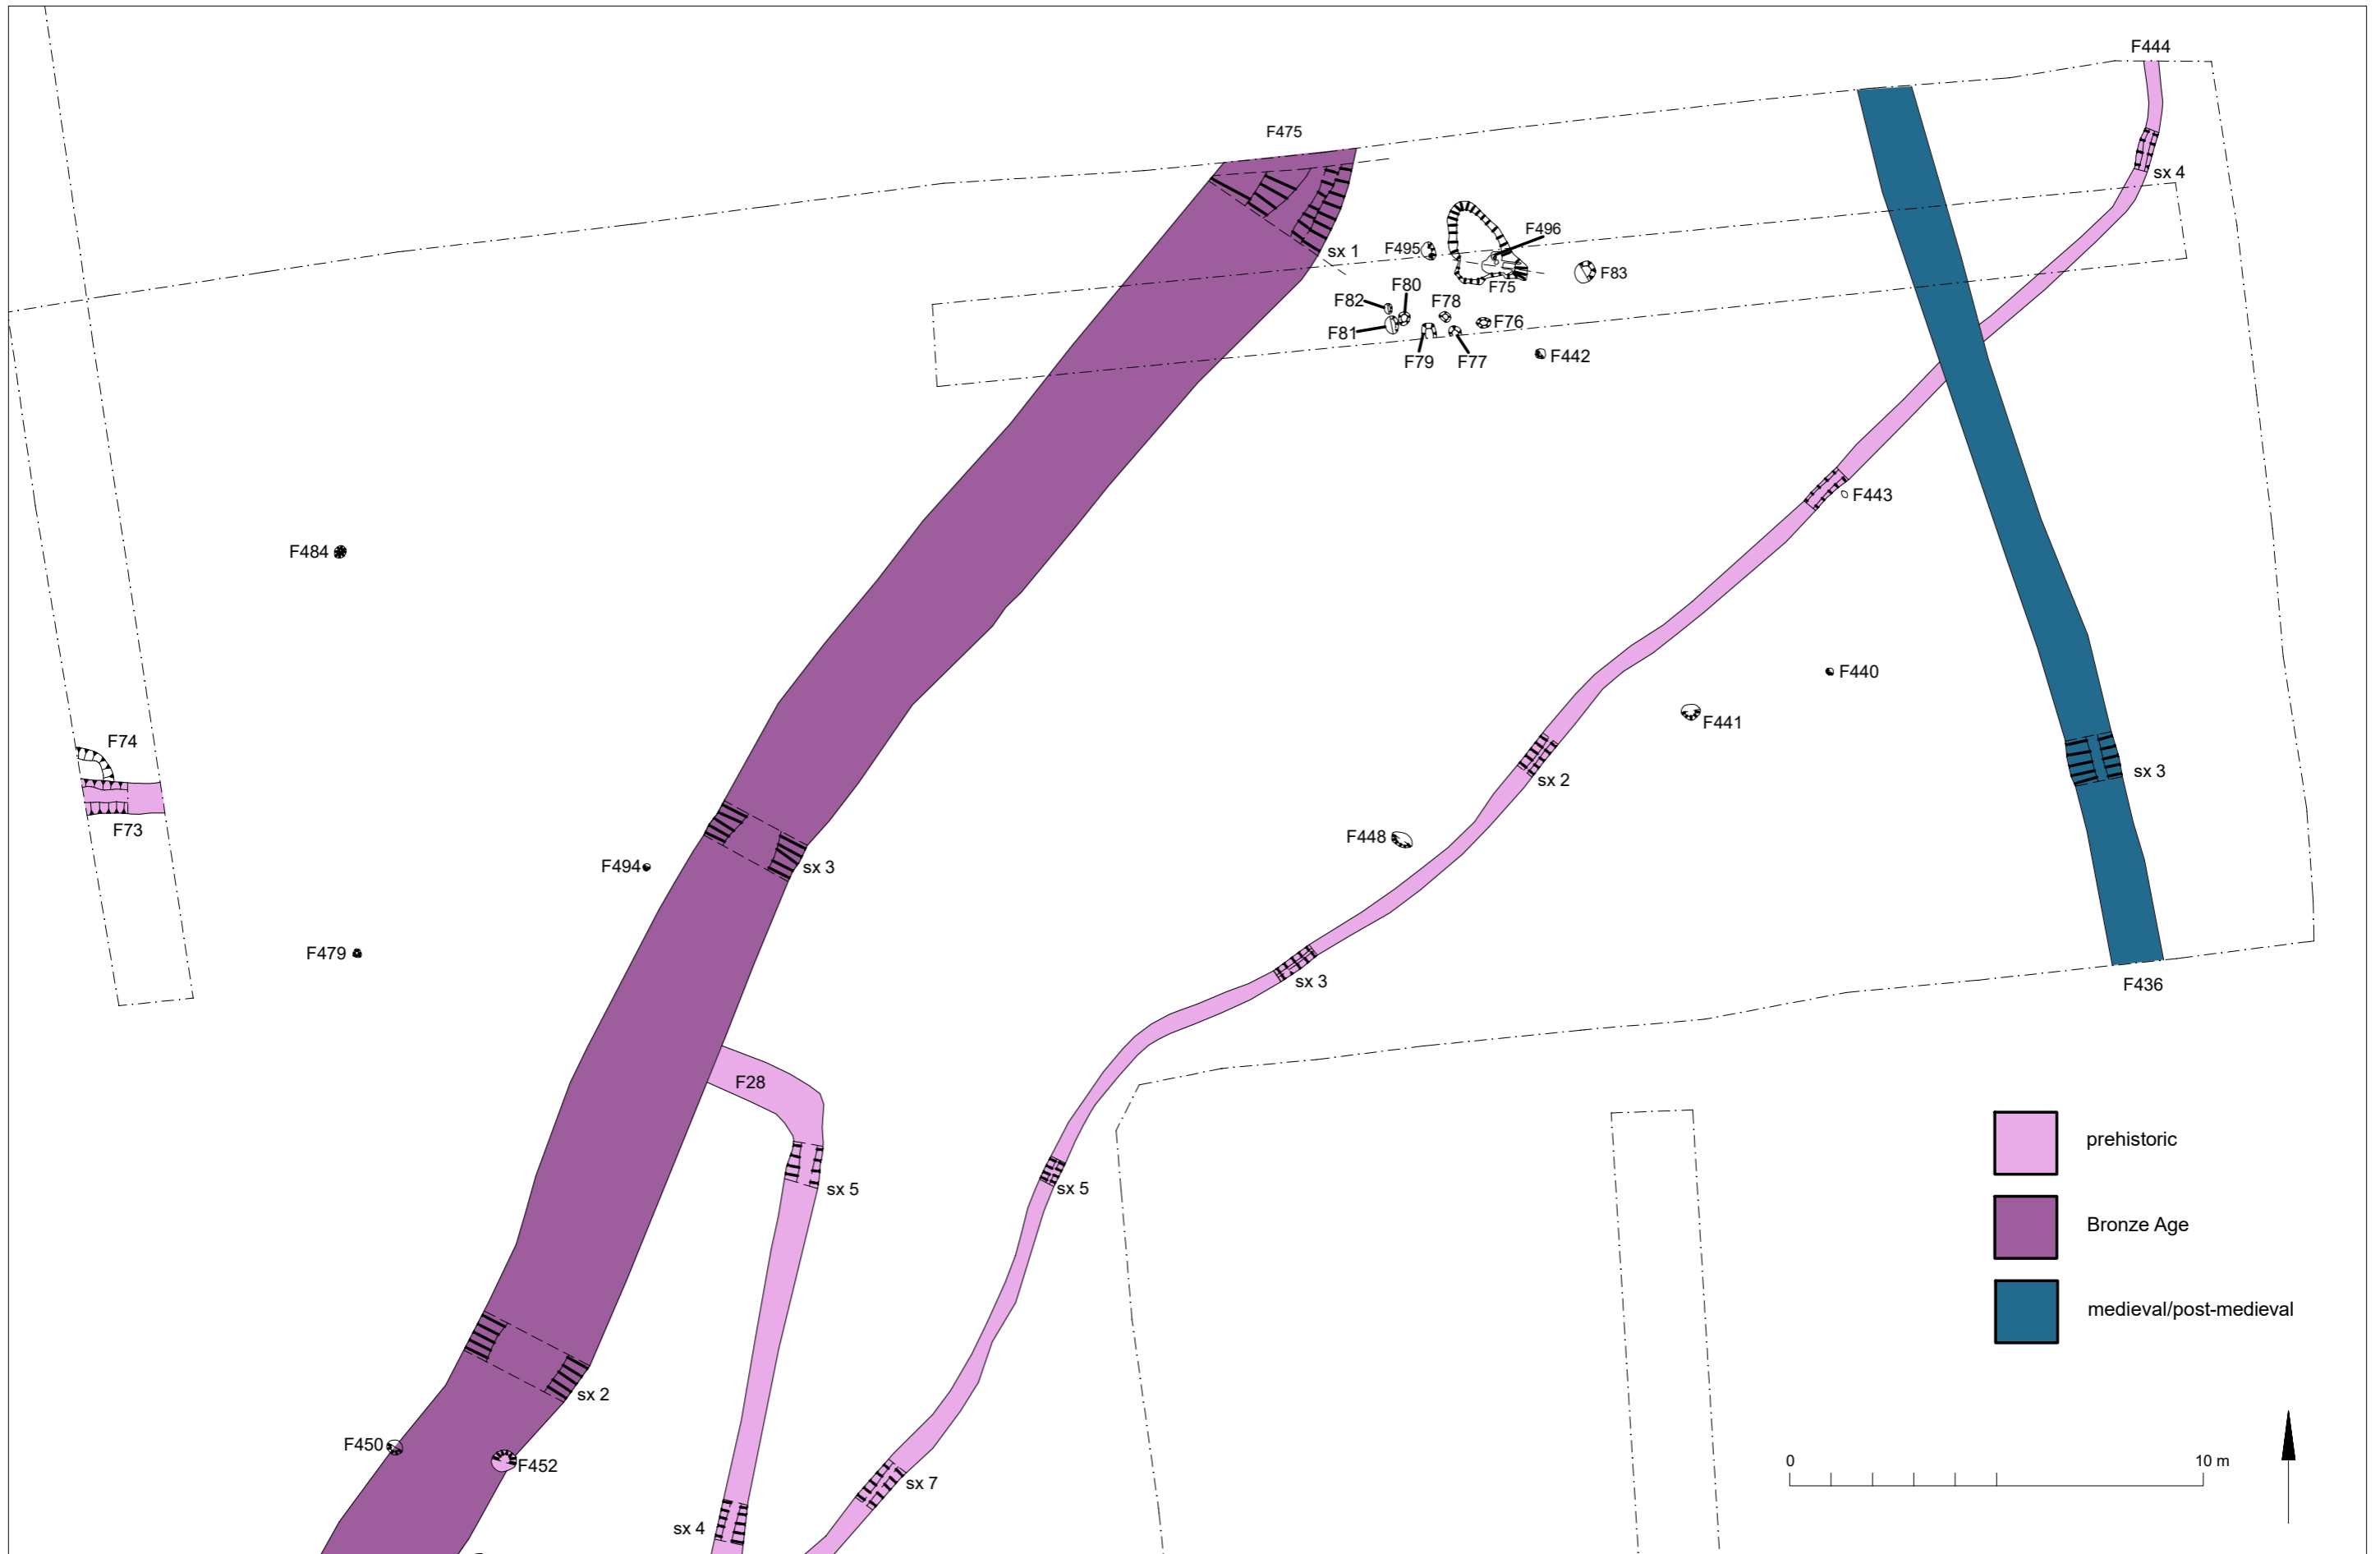 F444
F475
sx 4
F496
F495
sx 1
F83
F80
F75
F82
F78
F76
F81
F79
F77
F442
F443
F484
F440
F441
F74
sx 3
sx 2
F73
F448
F494
sx 3
F479
sx 3
F436
F28
prehistoric
sx 5
sx 5
Bronze Age
medieval/post-medieval
sx 2
F450
F452
0
10 m
sx 7
sx 4